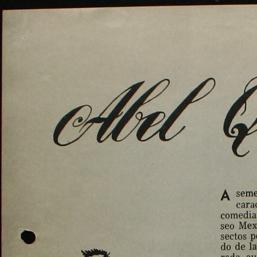 Abel Q
A seme
carac
comedia
seo Mex
sectos p
do de la